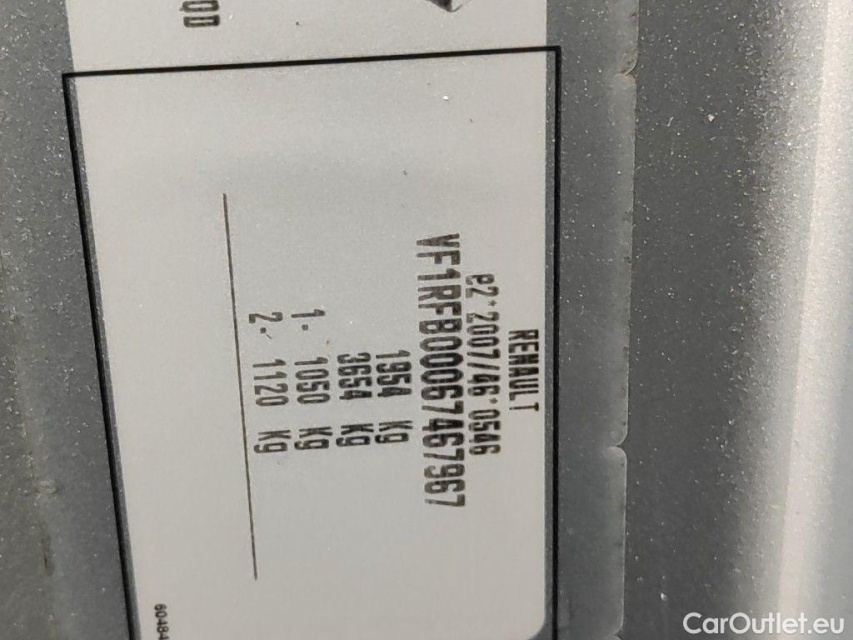 RENAULT
e2*2007/46*0546
VF1RFB00067467967
1954 Kg
3654 Kg
1- 1050 Kg
2- 1120 Kg
CarOutlet.eu